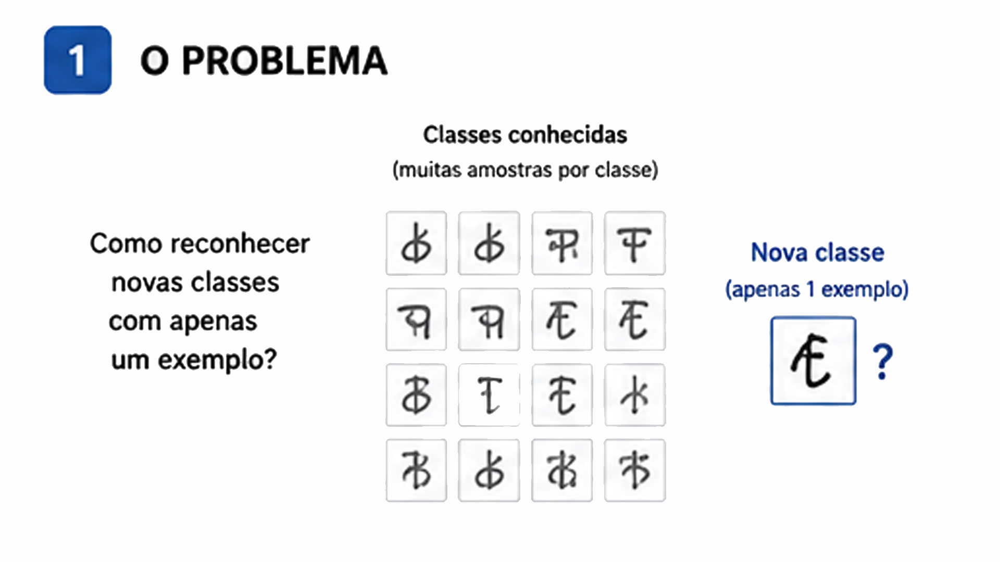 1
O PROBLEMA
Como reconhecer
novas classes
com apenas
um exemplo?
Classes conhecidas
(muitas amostras por classe)
Nova classe
(apenas 1 exemplo)
?